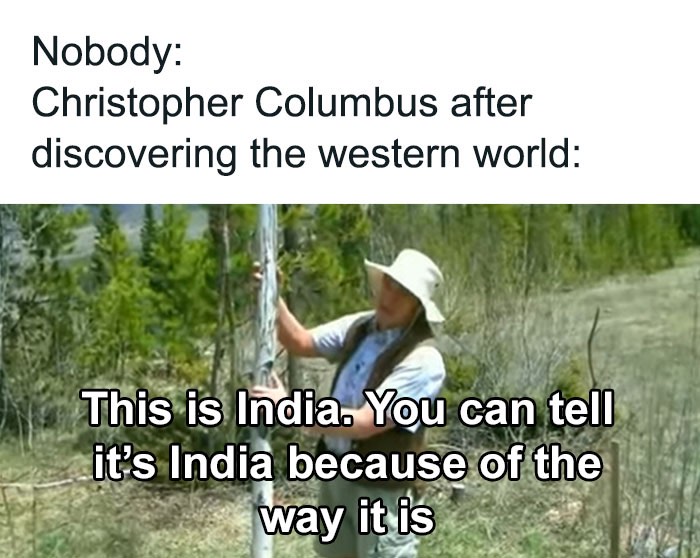 Nobody:
Christopher Columbus after
discovering the western world:
This is India. You can tell
it’s India because of the
way it is